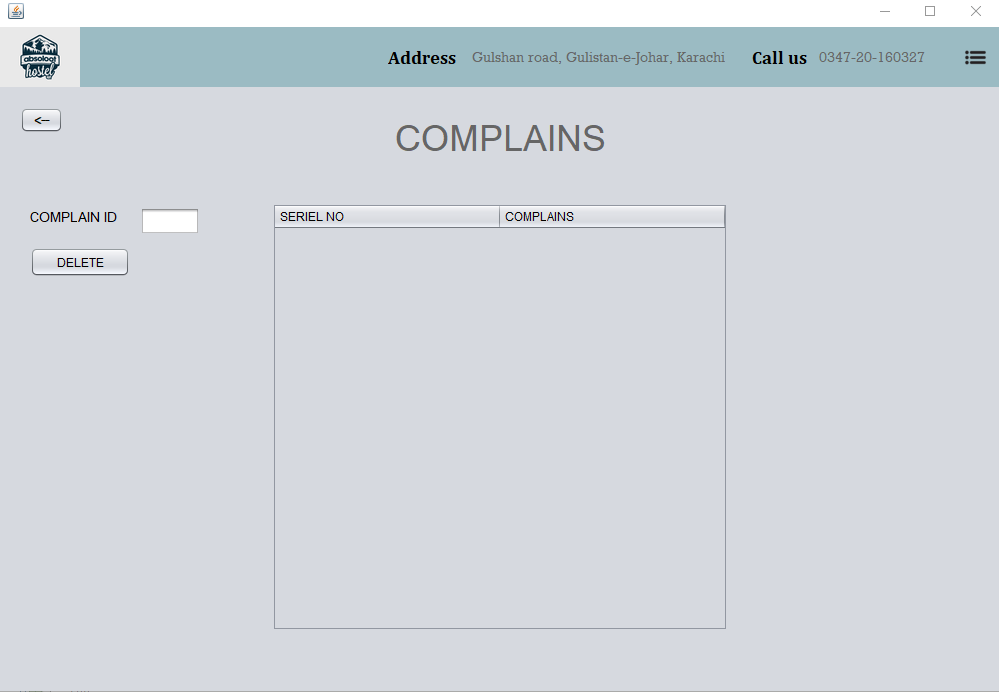 absoloot
hostel
Address Gulshan road, Gulistan-e-Johar, Karachi Call us 0347-20-160327
<--
COMPLAINS
COMPLAIN ID
DELETE
SERIEL NO COMPLAINS